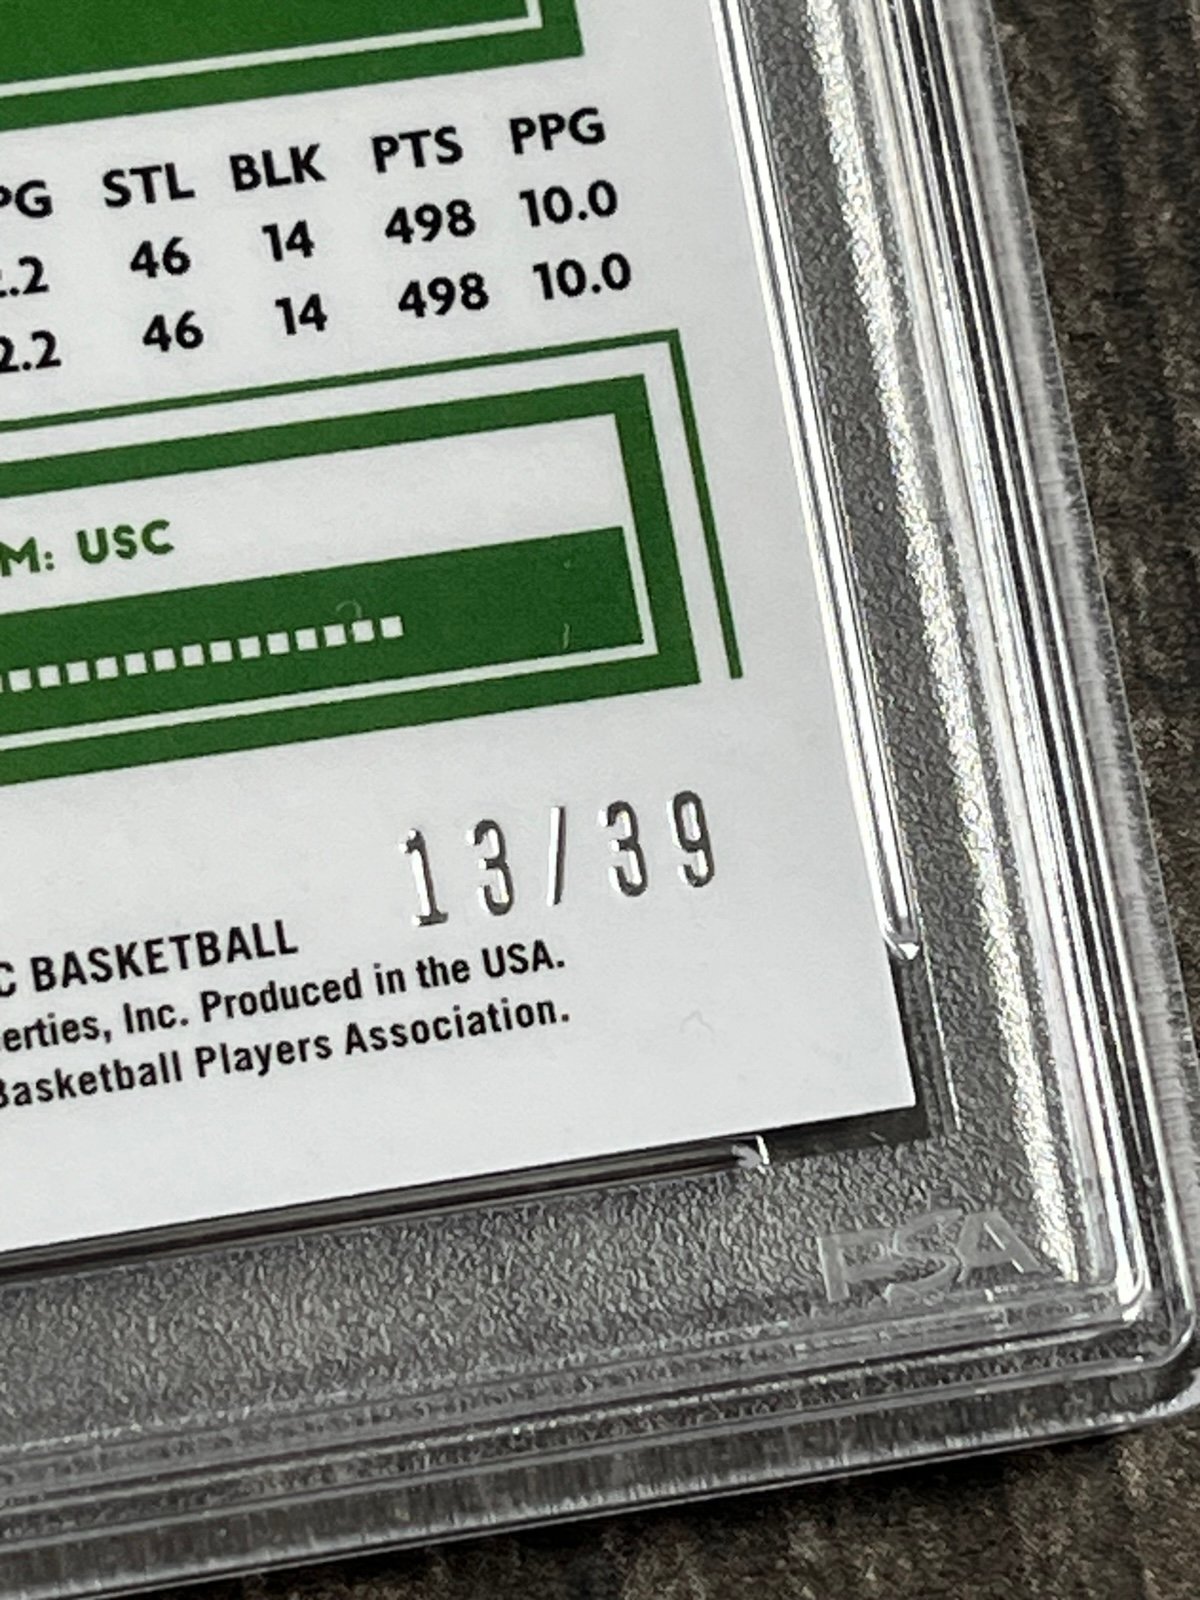 PG STL BLK PTS PPG
2.2 46 14 498 10.0
2.2 46 14 498 10.0
M: USC
13/39
C BASKETBALL
erties, Inc. Produced in the USA.
Basketball Players Association.
PSA